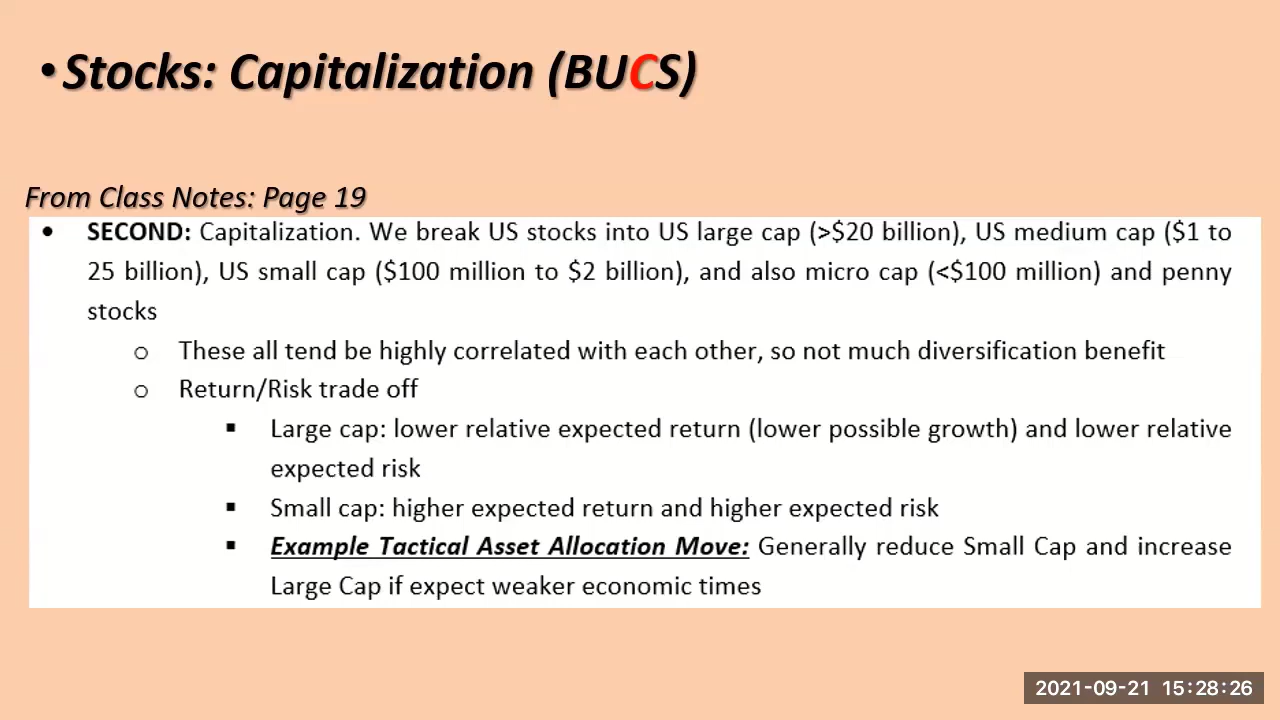 •Stocks: Capitalization (BUCS)
From Class Notes: Page 19
• SECOND: Capitalization. We break US stocks into US large cap (>$20 billion), US medium cap ($1 to
25 billion), US small cap ($100 million to $2 billion), and also micro cap (<$100 million) and penny
stocks
o These all tend be highly correlated with each other, so not much diversification benefit
o Return/Risk trade off
▪ Large cap: lower relative expected return (lower possible growth) and lower relative
expected risk
▪ Small cap: higher expected return and higher expected risk
▪ Example Tactical Asset Allocation Move: Generally reduce Small Cap and increase
Large Cap if expect weaker economic times
2021-09-21 15:28:26